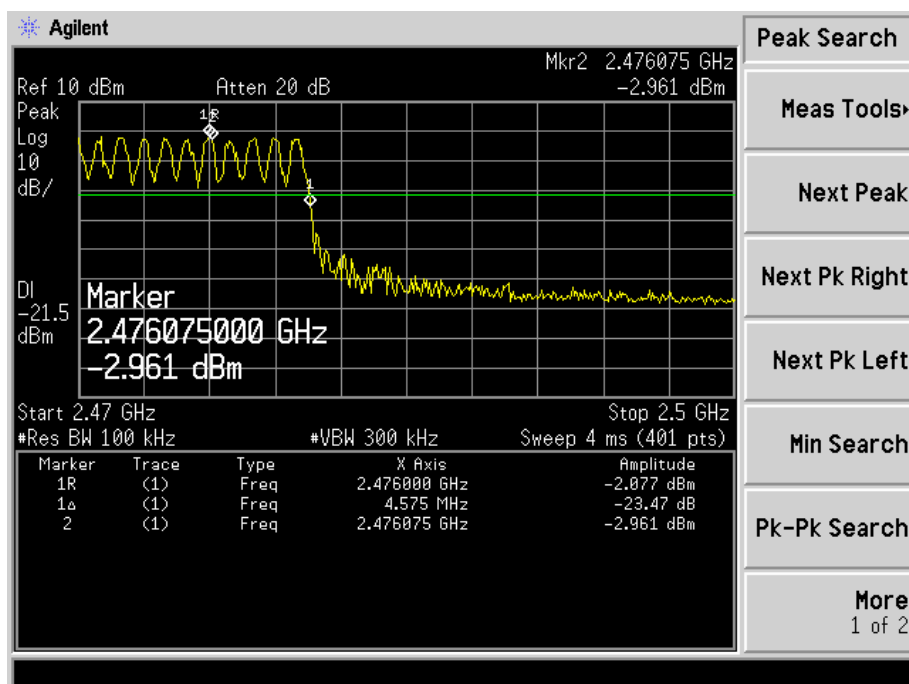 Agilent
Peak Search
Mkr2 2.476075 GHz
Ref 10 dBm Atten 20 dB -2.961 dBm
Peak
Log
10
dB/
1R
2
1
DI
-21.5
dBm
Marker
2.476075000 GHz
-2.961 dBm
Start 2.47 GHz Stop 2.5 GHz
#Res BW 100 kHz #VBW 300 kHz Sweep 4 ms (401 pts)
Marker Trace Type X Axis Amplitude
1R (1) Freq 2.476000 GHz -2.077 dBm
1Δ (1) Freq 4.575 MHz -23.47 dB
2 (1) Freq 2.476075 GHz -2.961 dBm
Meas Tools▸
Next Peak
Next Pk Right
Next Pk Left
Min Search
Pk-Pk Search
More
1 of 2